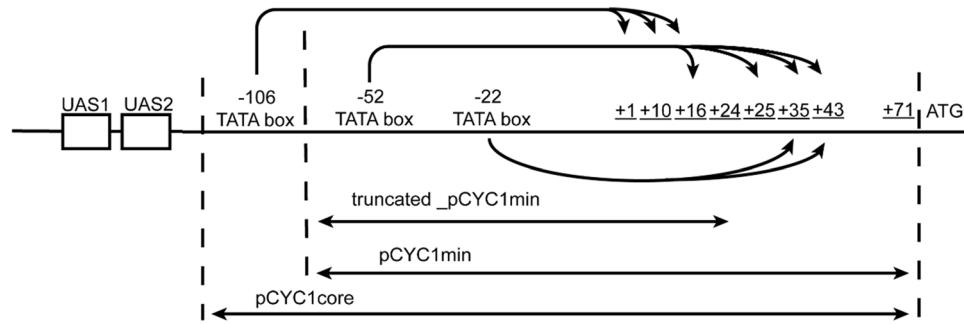 -106
-52
-22
UAS1 UAS2
TATA box
TATA box
TATA box
+1 +10 +16 +24 +25 +35 +43 +71 ATG
truncated _pCYC1min
pCYC1min
pCYC1core